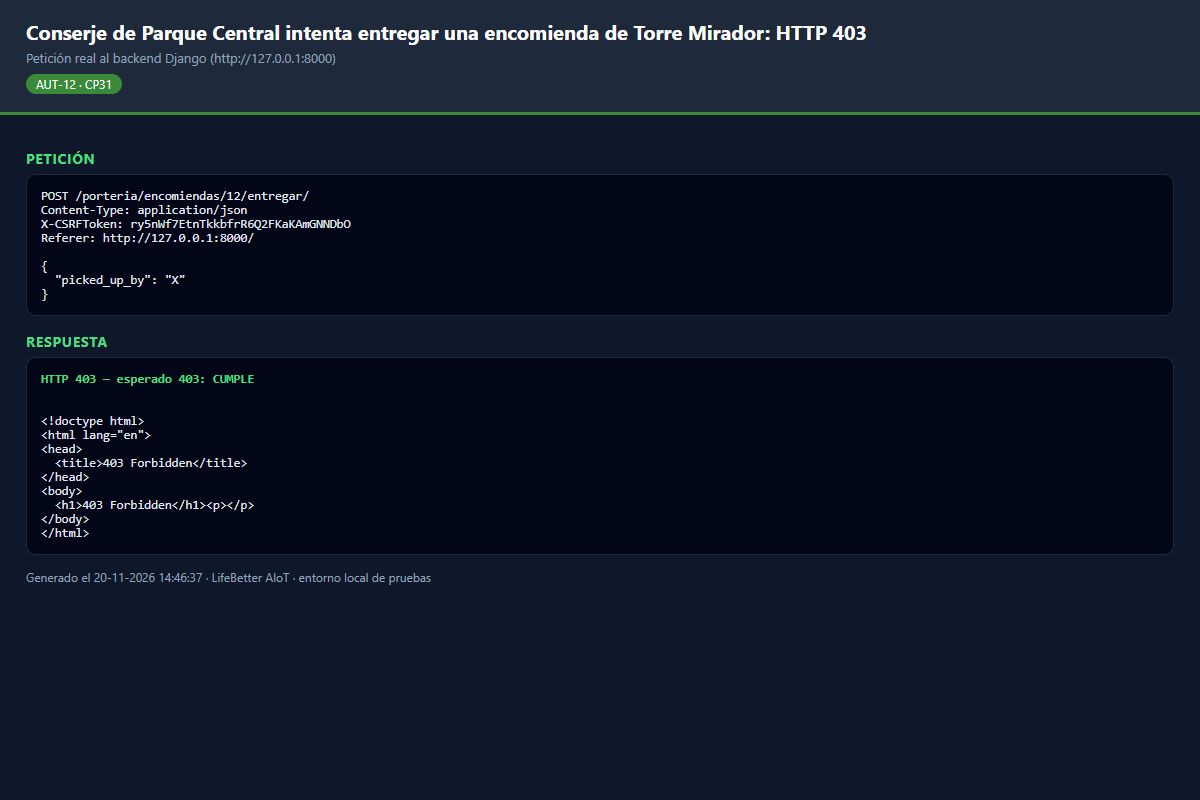 Conserje de Parque Central intenta entregar una encomienda de Torre Mirador: HTTP 403
Petición real al backend Django (http://127.0.0.1:8000)
AUT-12 · CP31
PETICIÓN
POST /porteria/encomiendas/12/entregar/
Content-Type: application/json
X-CSRFToken: ry5nWf7EtnTkkbfrR6Q2FKaKAmGNNDbO
Referer: http://127.0.0.1:8000/
{
  "picked_up_by": "X"
}
RESPUESTA
HTTP 403 — esperado 403: CUMPLE
<!doctype html>
<html lang="en">
<head>
  <title>403 Forbidden</title>
</head>
<body>
  <h1>403 Forbidden</h1><p></p>
</body>
</html>
Generado el 20-11-2026 14:46:37 · LifeBetter AIoT · entorno local de pruebas